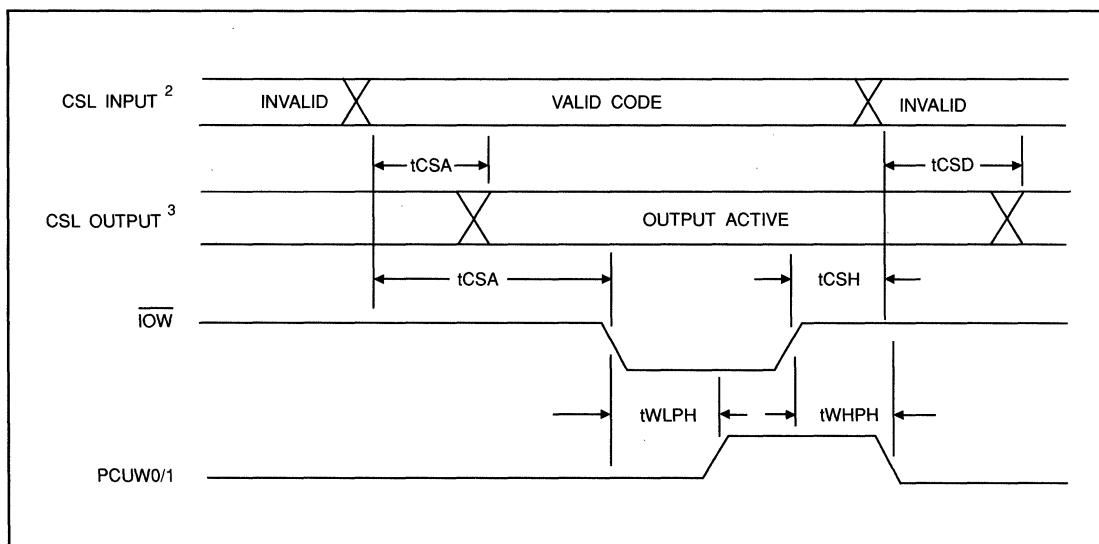 CSL INPUT 2 INVALID VALID CODE INVALID
tCSA tCSD
CSL OUTPUT 3 OUTPUT ACTIVE
tCSA tCSH
IOW
tWLPH tWHPH
PCUW0/1